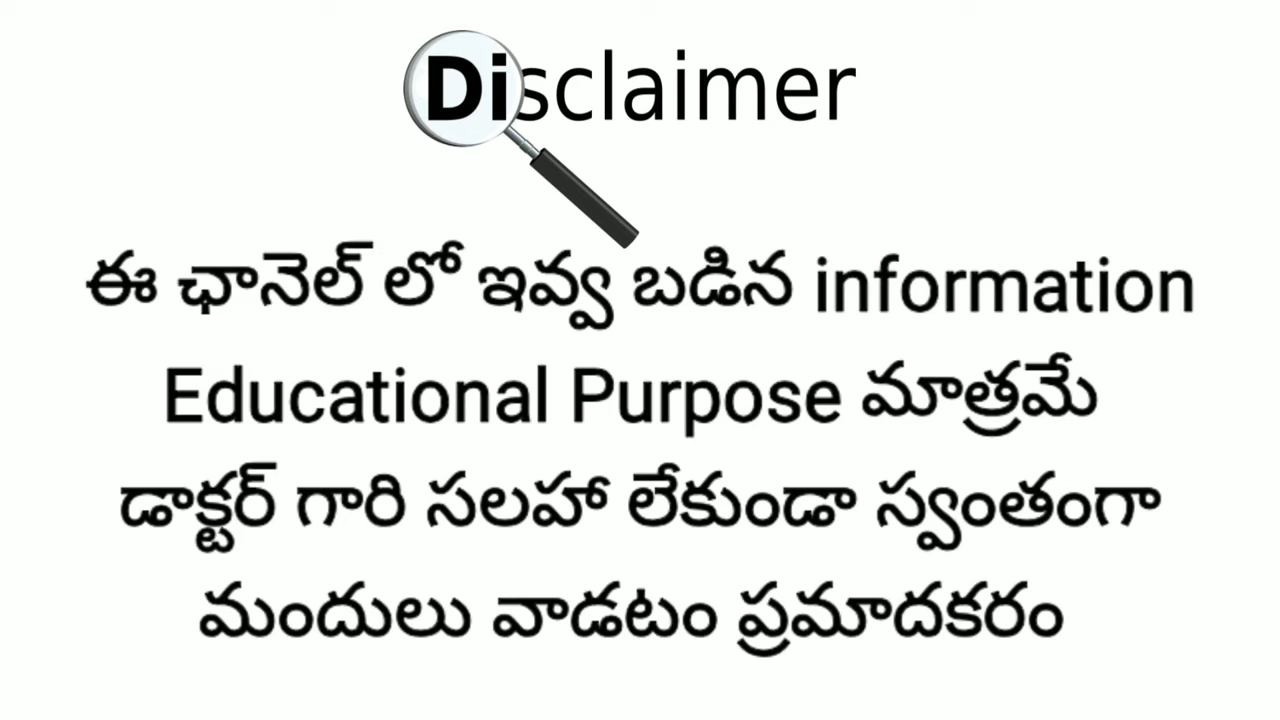 Disclaimer
ఈ ఛానెల్ లో ఇవ్వ బడిన information
Educational Purpose మాత్రమే
డాక్టర్ గారి సలహా లేకుండా స్వంతంగా
మందులు వాడటం ప్రమాదకరం